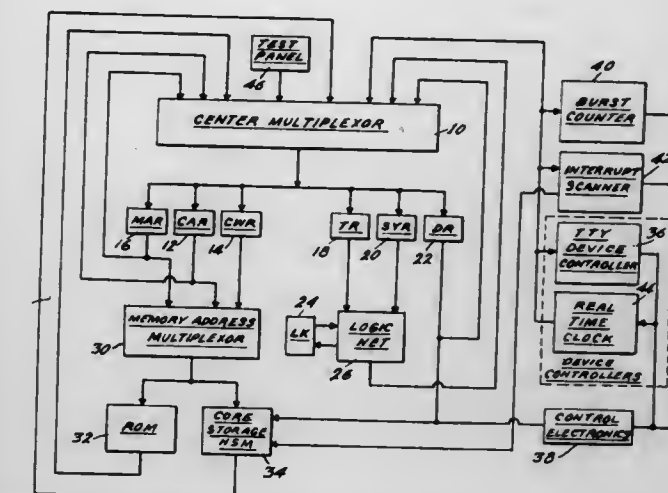 TEST
PANEL
46
40
BURST
COUNTER
CENTER MULTIPLEXOR
10
INTERRUPT
SCANNER
42
MAR
CAR
CWR
TR
SYR
DR
16
12
14
18
20
22
TTY
DEVICE
CONTROLLER
36
24
LK
LOGIC
NET
26
44
REAL
TIME
CLOCK
MEMORY ADDRESS
MULTIPLEXOR
30
DEVICE
CONTROLLERS
ROM
32
CORE
STORAGE
HSM
34
CONTROL
ELECTRONICS
38